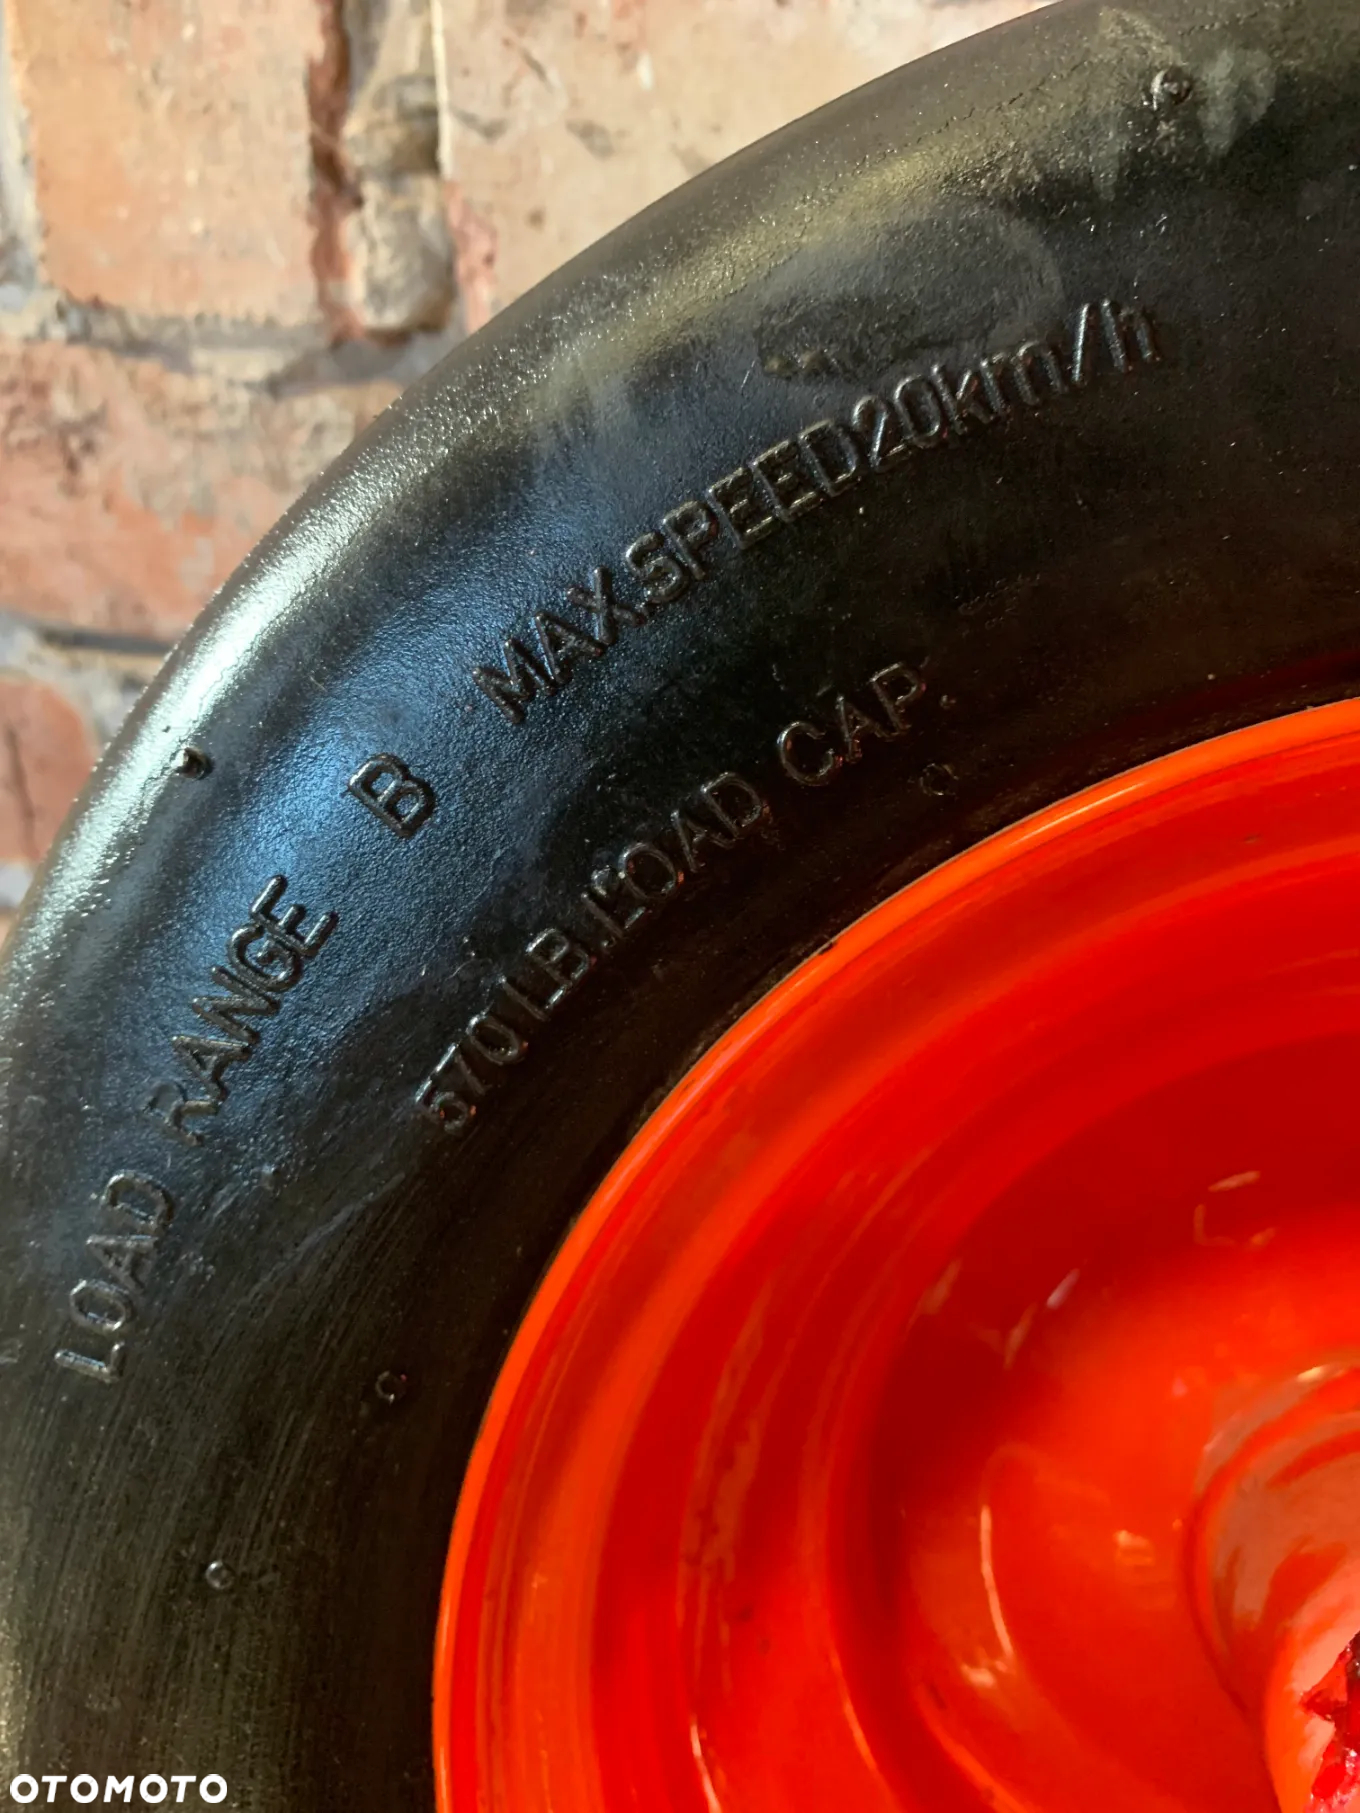 LOAD RANGE B MAX.SPEED20km/h
570 LB.LOAD CAP.
OTOMOTO